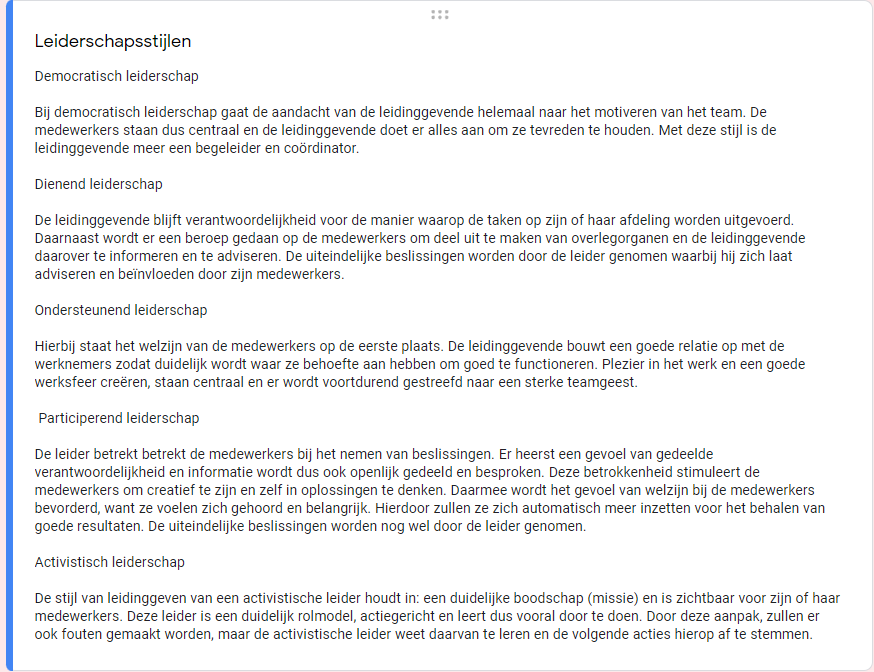 Leiderschapsstijlen
Democratisch leiderschap
Bij democratisch leiderschap gaat de aandacht van de leidinggevende helemaal naar het motiveren van het team. De
medewerkers staan dus centraal en de leidinggevende doet er alles aan om ze tevreden te houden. Met deze stijl is de
leidinggevende meer een begeleider en coördinator.
Dienend leiderschap
De leidinggevende blijft verantwoordelijkheid voor de manier waarop de taken op zijn of haar afdeling worden uitgevoerd.
Daarnaast wordt er een beroep gedaan op de medewerkers om deel uit te maken van overlegorganen en de leidinggevende
daarover te informeren en te adviseren. De uiteindelijke beslissingen worden door de leider genomen waarbij hij zich laat
adviseren en beïnvloeden door zijn medewerkers.
Ondersteunend leiderschap
Hierbij staat het welzijn van de medewerkers op de eerste plaats. De leidinggevende bouwt een goede relatie op met de
werknemers zodat duidelijk wordt waar ze behoefte aan hebben om goed te functioneren. Plezier in het werk en een goede
werksfeer creëren, staan centraal en er wordt voortdurend gestreefd naar een sterke teamgeest.
Participerend leiderschap
De leider betrekt betrekt de medewerkers bij het nemen van beslissingen. Er heerst een gevoel van gedeelde
verantwoordelijkheid en informatie wordt dus ook openlijk gedeeld en besproken. Deze betrokkenheid stimuleert de
medewerkers om creatief te zijn en zelf in oplossingen te denken. Daarmee wordt het gevoel van welzijn bij de medewerkers
bevorderd, want ze voelen zich gehoord en belangrijk. Hierdoor zullen ze zich automatisch meer inzetten voor het behalen van
goede resultaten. De uiteindelijke beslissingen worden nog wel door de leider genomen.
Activistisch leiderschap
De stijl van leidinggeven van een activistische leider houdt in: een duidelijke boodschap (missie) en is zichtbaar voor zijn of haar
medewerkers. Deze leider is een duidelijk rolmodel, actiegericht en leert dus vooral door te doen. Door deze aanpak, zullen er
ook fouten gemaakt worden, maar de activistische leider weet daarvan te leren en de volgende acties hierop af te stemmen.